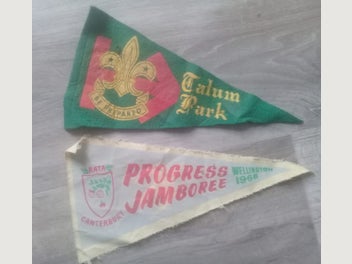 BE PREPARED
Tatum
Park
PROGRESS
JAMBOREE
WELLINGTON
1966
CANTERBURY